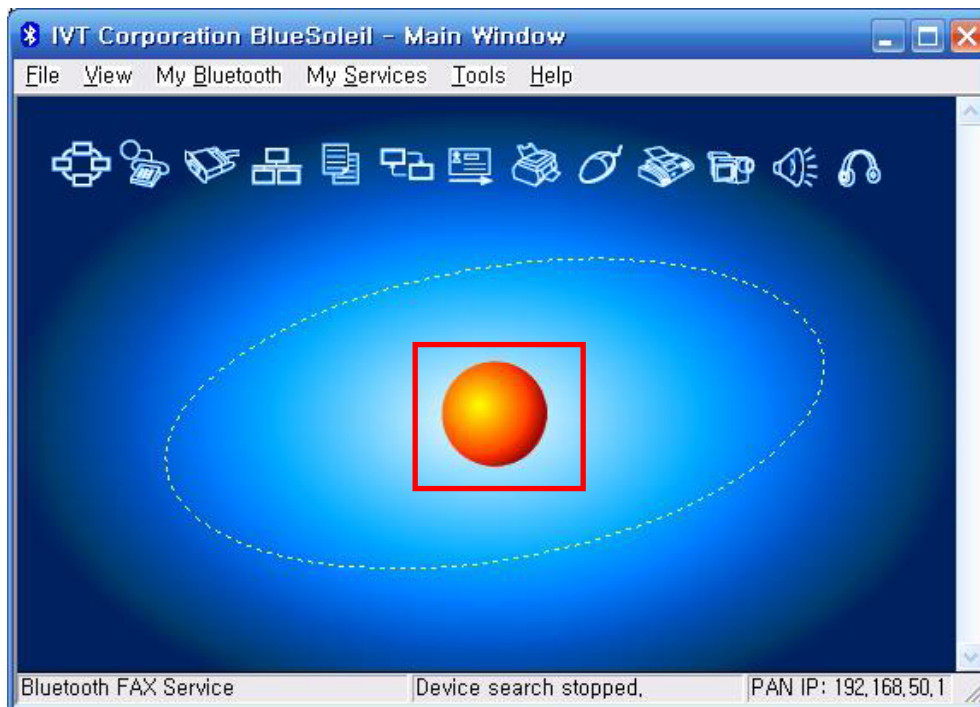 IVT Corporation BlueSoleil - Main Window
File View My Bluetooth My Services Tools Help
Bluetooth FAX Service Device search stopped, PAN IP: 192,168,50,1